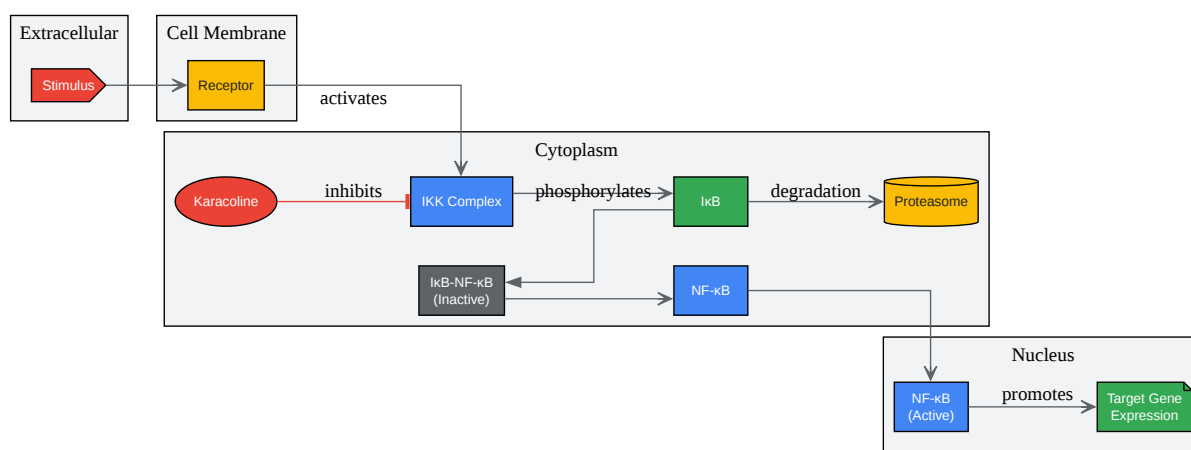 Extracellular
Cell Membrane
Stimulus
Receptor
activates
Cytoplasm
Karacoline
inhibits
IKK Complex
phosphorylates
IκB
degradation
Proteasome
IκB-NF-κB
(Inactive)
NF-κB
Nucleus
NF-κB
(Active)
promotes
Target Gene
Expression